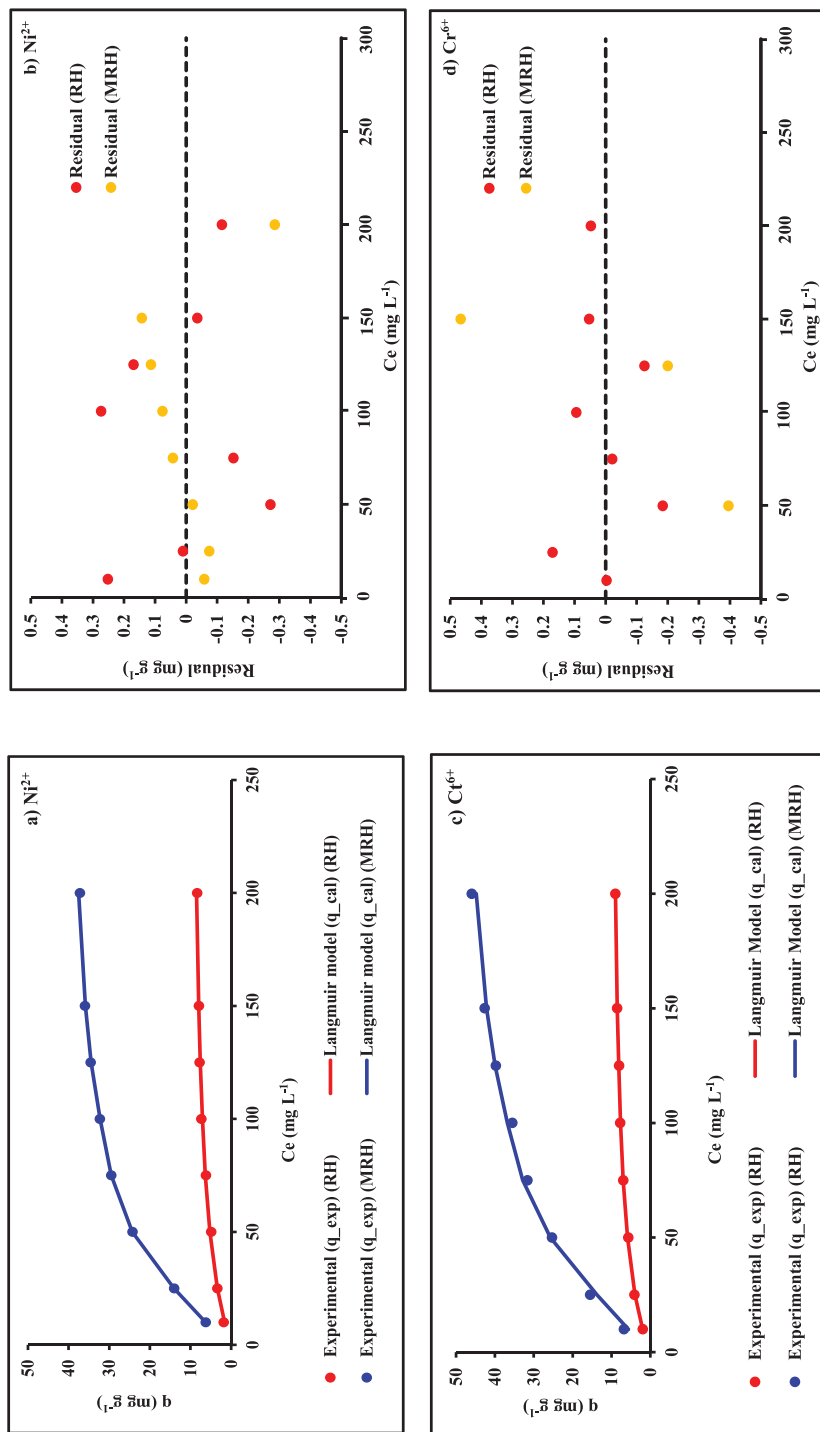 a) Ni²⁺
q (mg g⁻¹)
50
40
30
20
10
0
0 50 100 150 200 250
Ce (mg L⁻¹)
Experimental (q_exp) (RH) Langmuir model (q_cal) (RH)
Experimental (q_exp) (MRH) Langmuir model (q_cal) (MRH)
b) Ni²⁺
Residual (mg g⁻¹)
0.5
0.4
0.3
0.2
0.1
0
-0.1
-0.2
-0.3
-0.4
-0.5
0 50 100 150 200 250 300
Ce (mg L⁻¹)
Residual (RH)
Residual (MRH)
c) Ct⁶⁺
q (mg g⁻¹)
50
40
30
20
10
0
0 50 100 150 200 250
Ce (mg L⁻¹)
Experimental (q_exp) (RH) Langmuir Model (q_cal) (RH)
Experimental (q_exp) (RH) Langmuir Model (q_cal) (MRH)
d) Cr⁶⁺
Residual (mg g⁻¹)
0.5
0.4
0.3
0.2
0.1
0
-0.1
-0.2
-0.3
-0.4
-0.5
0 50 100 150 200 250 300
Ce (mg L⁻¹)
Residual (RH)
Residual (MRH)